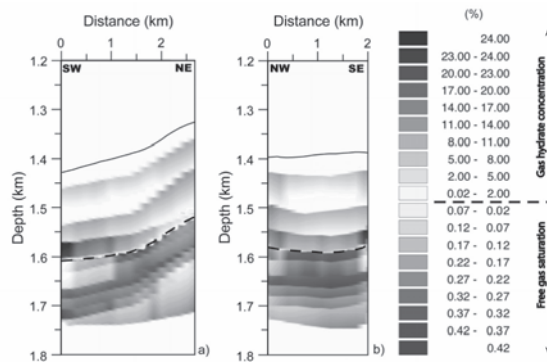 Distance (km)
0 1 2
SW NE
Depth (km)
1.2
1.3
1.4
1.5
1.6
1.7
1.8
a)
Distance (km)
0 1 2
NW SE
Depth (km)
1.2
1.3
1.4
1.5
1.6
1.7
1.8
b)
(%)
24.00
23.00 - 24.00
20.00 - 23.00
17.00 - 20.00
14.00 - 17.00
11.00 - 14.00
8.00 - 11.00
5.00 - 8.00
2.00 - 5.00
0.02 - 2.00
0.07 - 0.02
0.12 - 0.07
0.17 - 0.12
0.22 - 0.17
0.27 - 0.22
0.32 - 0.27
0.37 - 0.32
0.42 - 0.37
0.42
Gas hydrate concentration
Free gas saturation